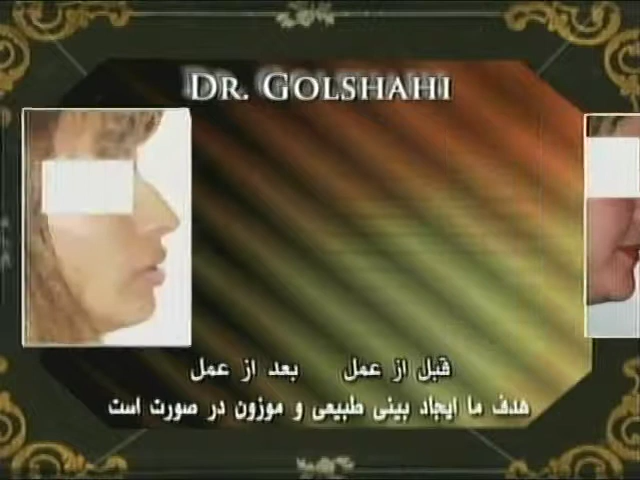 DR. GOLSHAHI
قبل از عمل    بعد از عمل
هدف ما ایجاد بینی طبیعی و موزون در صورت است